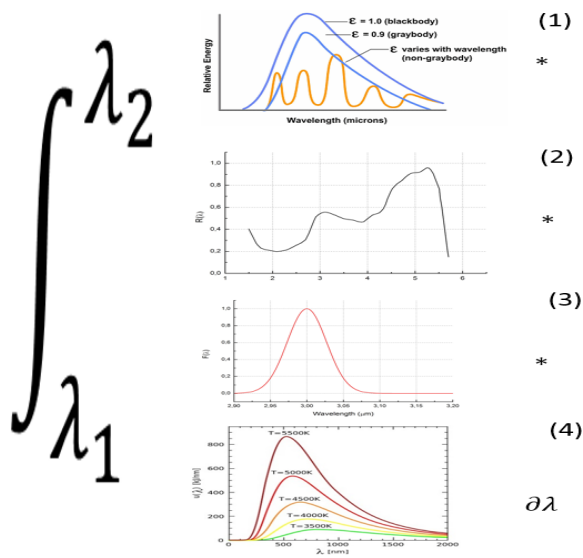 ∫
λ2
λ1
(1)
ε = 1.0 (blackbody)
ε = 0.9 (graybody)
ε varies with wavelength
(non-graybody)
Relative Energy
Wavelength (microns)
*
(2)
1,0
0,8
0,6
0,4
0,2
0,0
R(λ)
1 2 3 4 5 6
*
(3)
1,0
0,8
0,6
0,4
0,2
0,0
F(λ)
2,90 2,95 3,00 3,05 3,10 3,15 3,20
Wavelength (μm)
*
(4)
T=5500K
T=5000K
T=4500K
T=4000K
T=3500K
800
600
400
200
0
u(λ) [kJ/nm]
0 500 1000 1500 2000
λ [nm]
∂λ